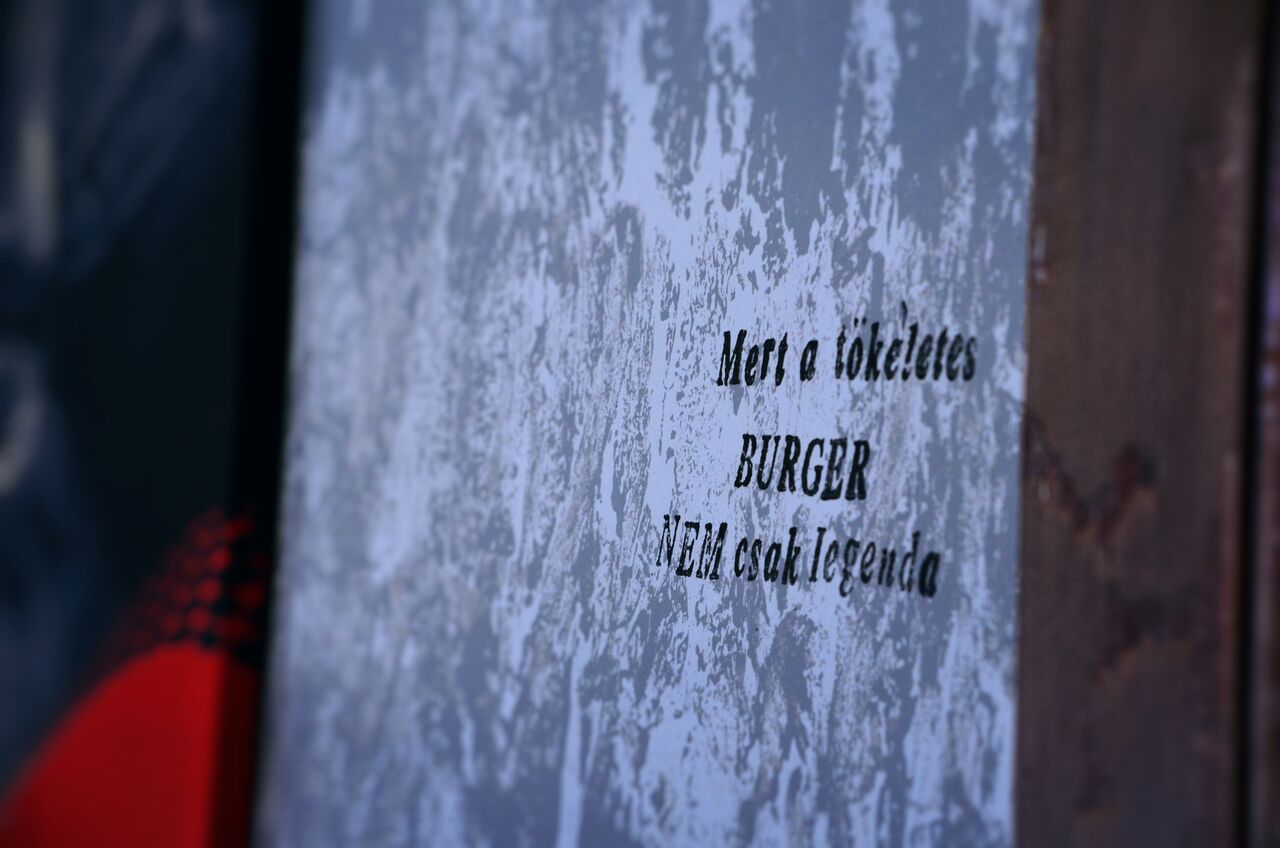 Mert a tökéletes
BURGER
NEM csak legenda